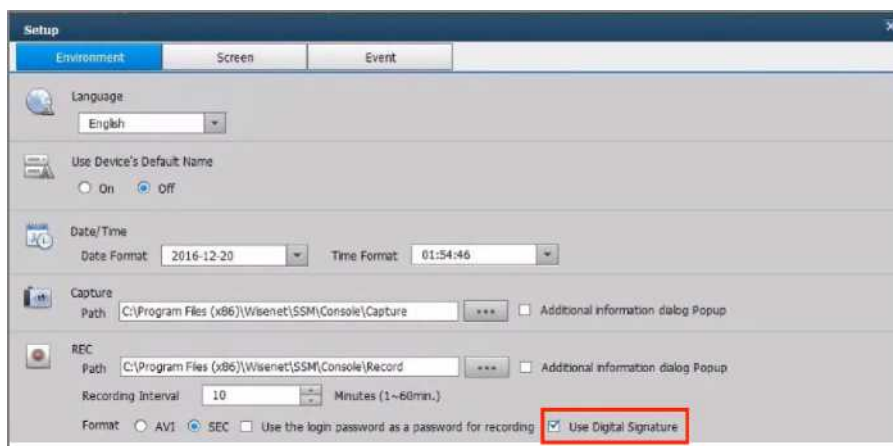 Setup
Environment Screen Event
Language
English
Use Device's Default Name
On Off
Date/Time
Date Format 2016-12-20 Time Format 01:54:46
Capture
Path C:\Program Files (x86)\Wisenet\SSM\Console\Capture Additional information dialog Popup
REC
Path C:\Program Files (x86)\Wisenet\SSM\Console\Record Additional information dialog Popup
Recording Interval 10 Minutes (1~60min.)
Format AVI SEC Use the login password as a password for recording Use Digital Signature